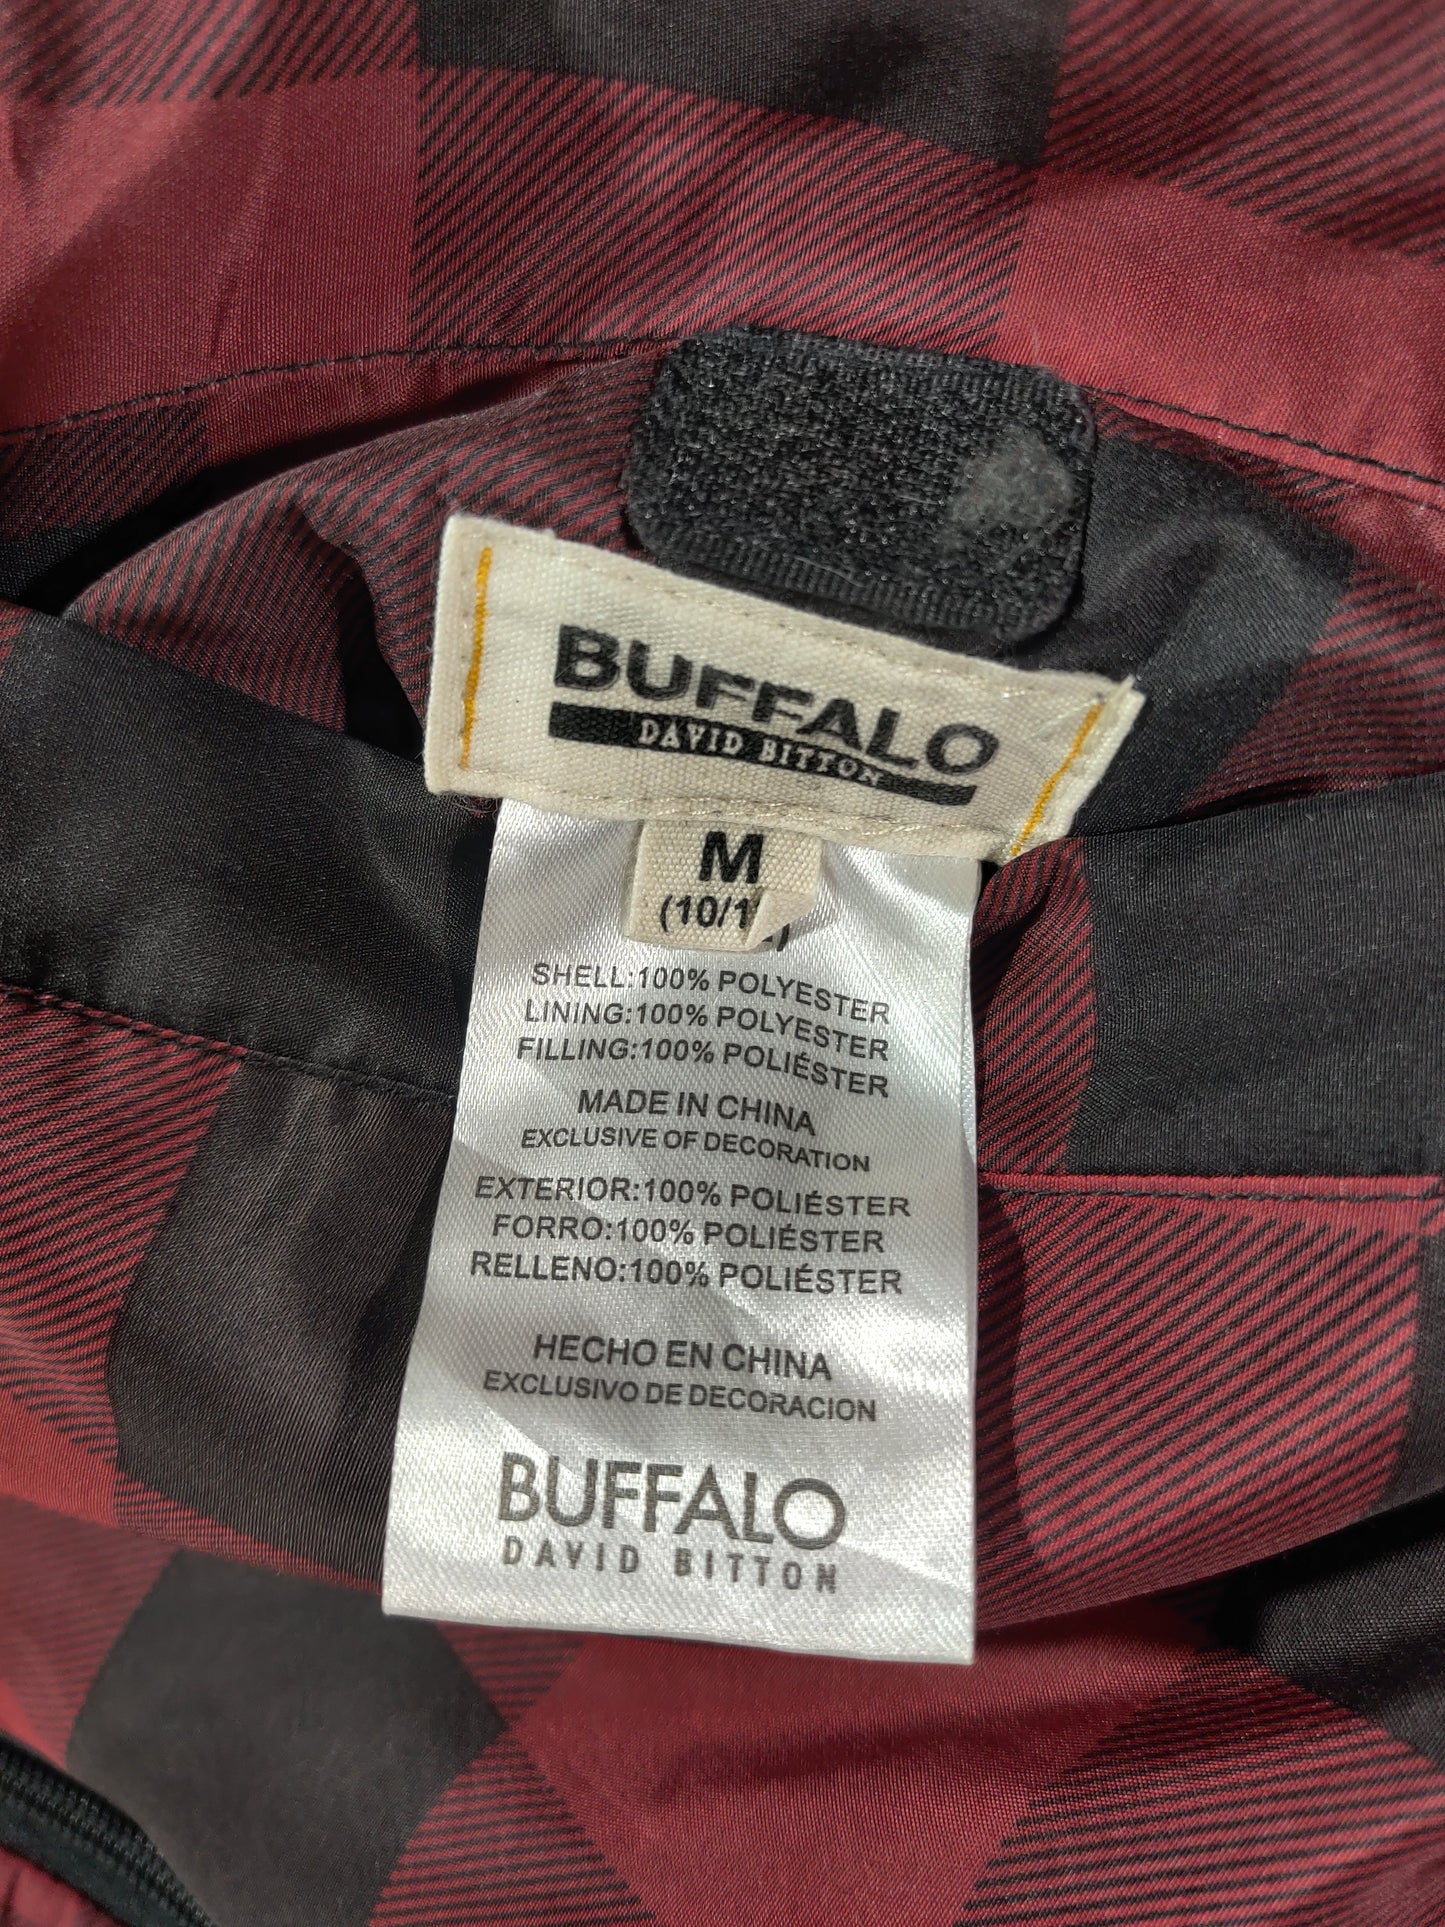 BUFFALO
DAVID BITTON
M
SHELL:100% POLYESTER
LINING:100% POLYESTER
FILLING:100% POLIÉSTER
MADE IN CHINA
EXCLUSIVE OF DECORATION
EXTERIOR:100% POLIÉSTER
FORRO:100% POLIÉSTER
RELLENO:100% POLIÉSTER
HECHO EN CHINA
EXCLUSIVO DE DECORACION
BUFFALO
DAVID BITTON